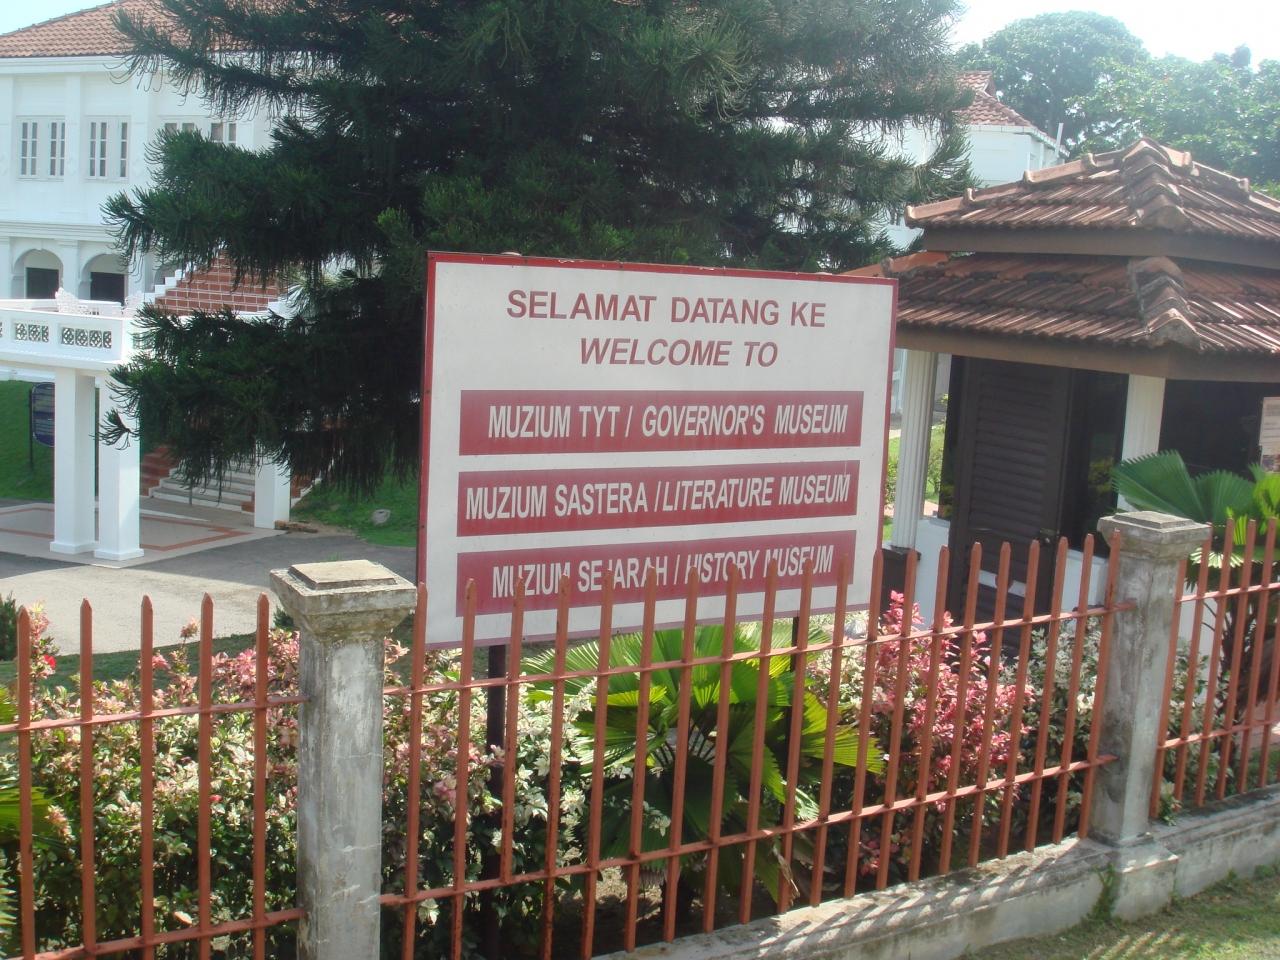 SELAMAT DATANG KE
WELCOME TO
MUZIUM TYT / GOVERNOR'S MUSEUM
MUZIUM SASTERA / LITERATURE MUSEUM
MUZIUM SEJARAH / HISTORY MUSEUM